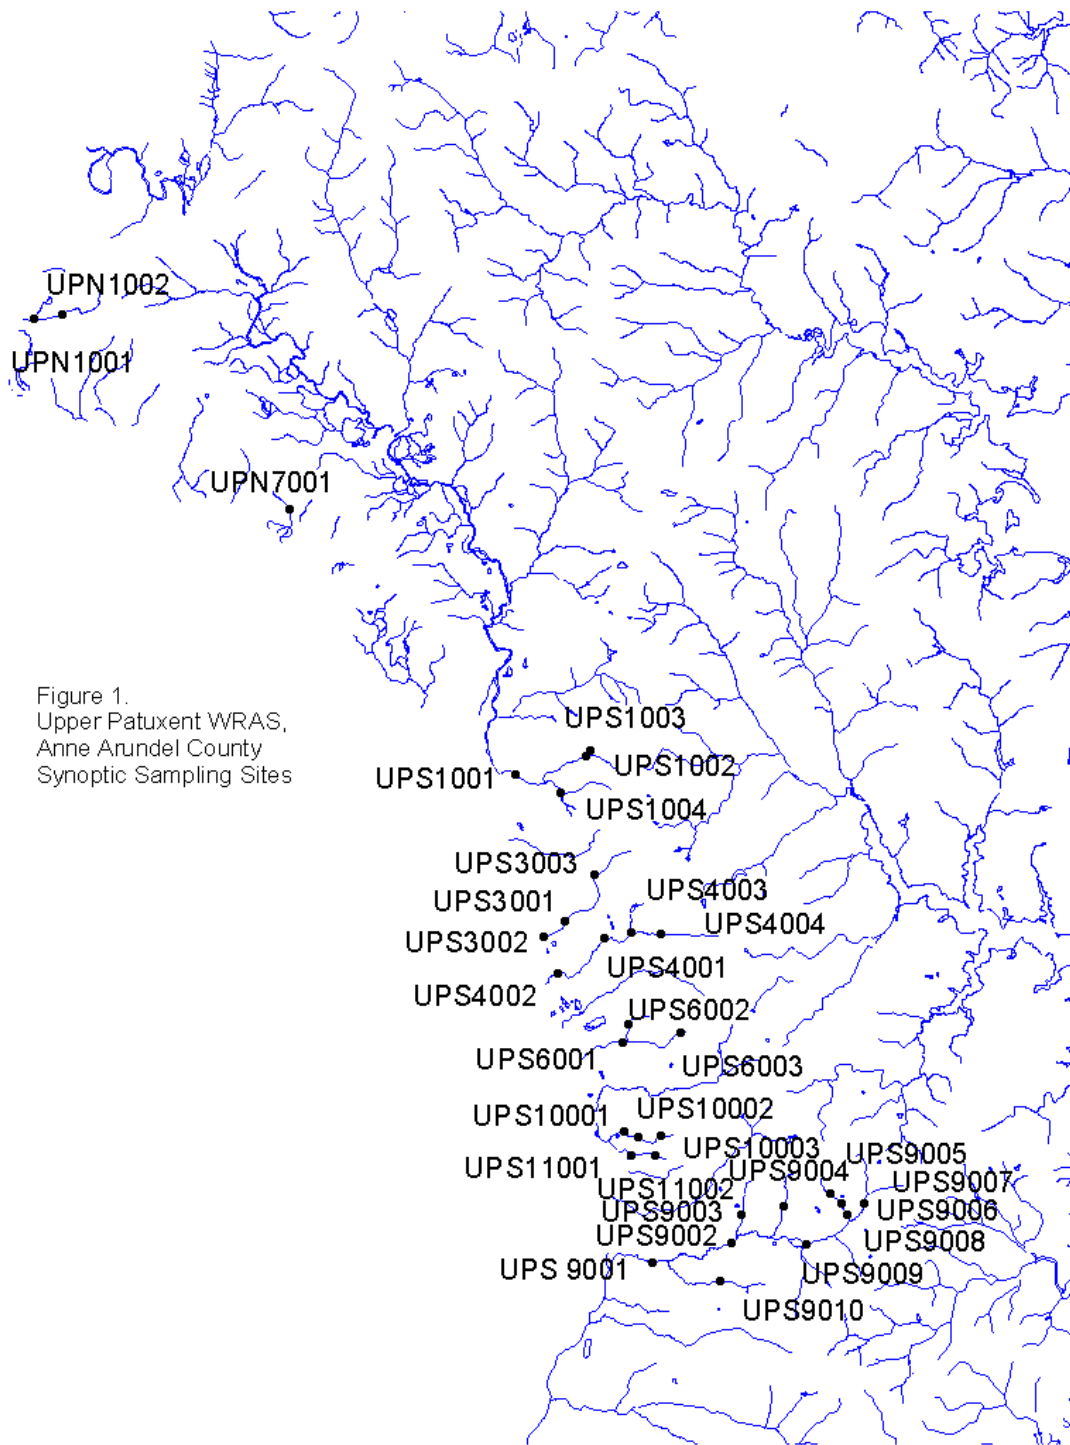 UPN1002
UPN1001
UPN7001
Figure 1.
Upper Patuxent WRAS,
Anne Arundel County
Synoptic Sampling Sites
UPS1003
UPS1002
UPS1001
UPS1004
UPS3003
UPS4003
UPS3001
UPS4004
UPS3002
UPS4001
UPS4002
UPS6002
UPS6001
UPS6003
UPS10002
UPS10001
UPS10003
UPS9005
UPS11001
UPS9004
UPS9007
UPS11002
UPS9003
UPS9006
UPS9002
UPS9008
UPS 9001
UPS9009
UPS9010